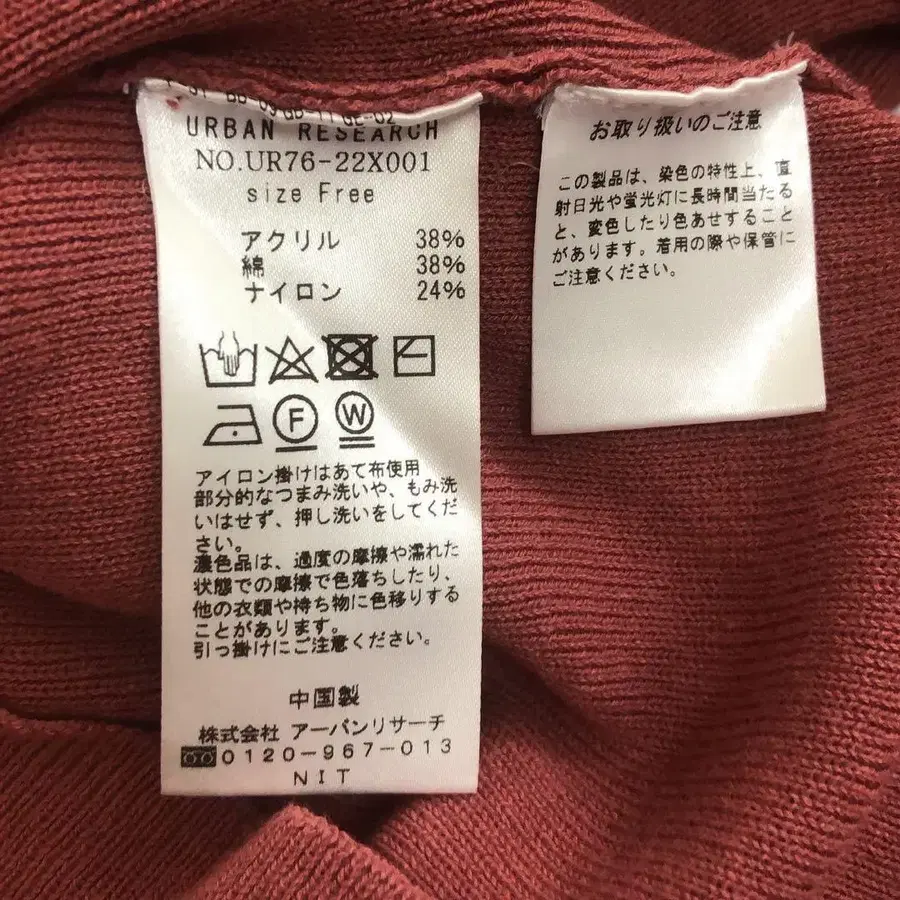 URBAN RESEARCH
NO.UR76-22X001
size Free
アクリル 38%
綿 38%
ナイロン 24%
F W
アイロン掛けはあて布使用
部分的なつまみ洗いや、もみ洗
いはせず、押し洗いをしてくだ
さい。
濃色品は、過度の摩擦や濡れた
状態での摩擦で色落ちしたり、
他の衣類や持ち物に色移りする
ことがあります。
引っ掛けにご注意ください。
中国製
株式会社 アーバンリサーチ
0120-967-013
NIT
お取り扱いのご注意
この製品は、染色の特性上、直
射日光や蛍光灯に長時間当たる
と、変色したり色あせすること
があります。着用の際や保管に
ご注意ください。